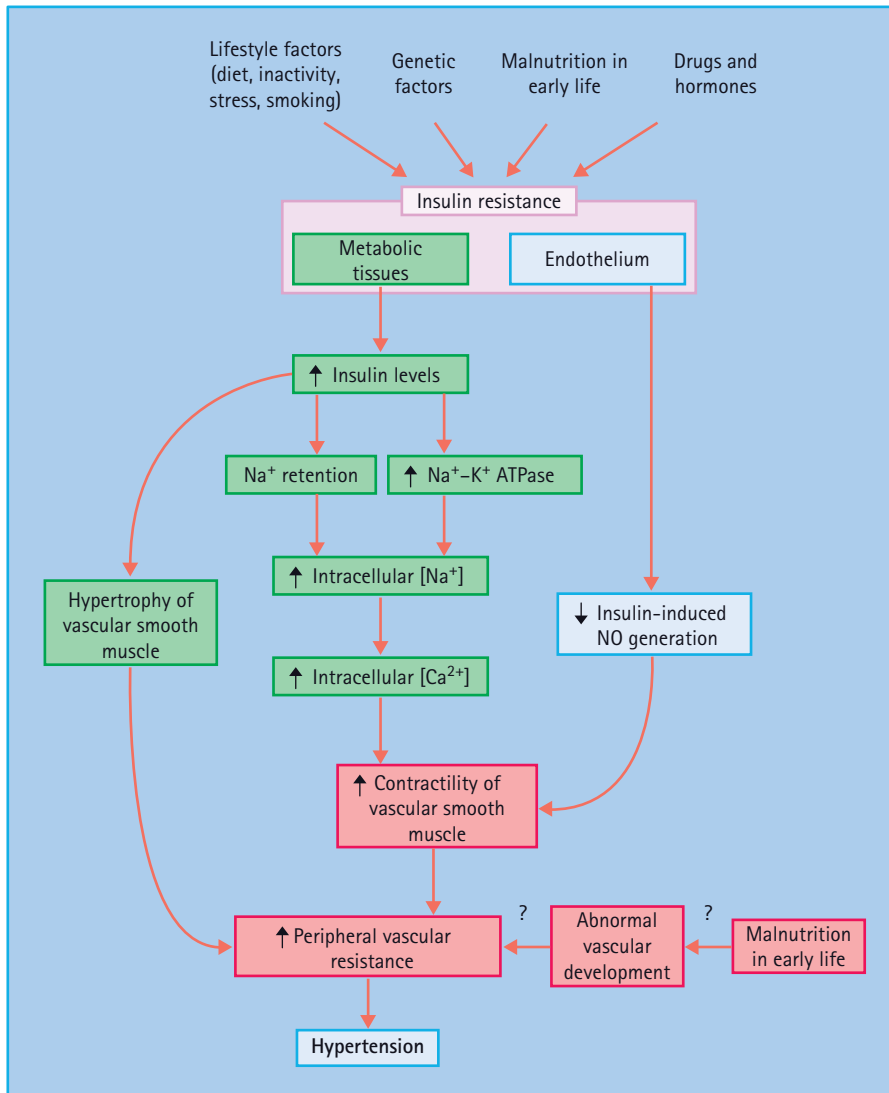 Lifestyle factors
(diet, inactivity,
stress, smoking)
Genetic
factors
Malnutrition in
early life
Drugs and
hormones
Insulin resistance
Metabolic
tissues
Endothelium
↑ Insulin levels
Na⁺ retention
↑ Na⁺–K⁺ ATPase
↑ Intracellular [Na⁺]
Hypertrophy of
vascular smooth
muscle
↓ Insulin-induced
NO generation
↑ Intracellular [Ca²⁺]
↑ Contractility of
vascular smooth
muscle
↑ Peripheral vascular
resistance
?
Abnormal
vascular
development
?
Malnutrition
in early life
Hypertension